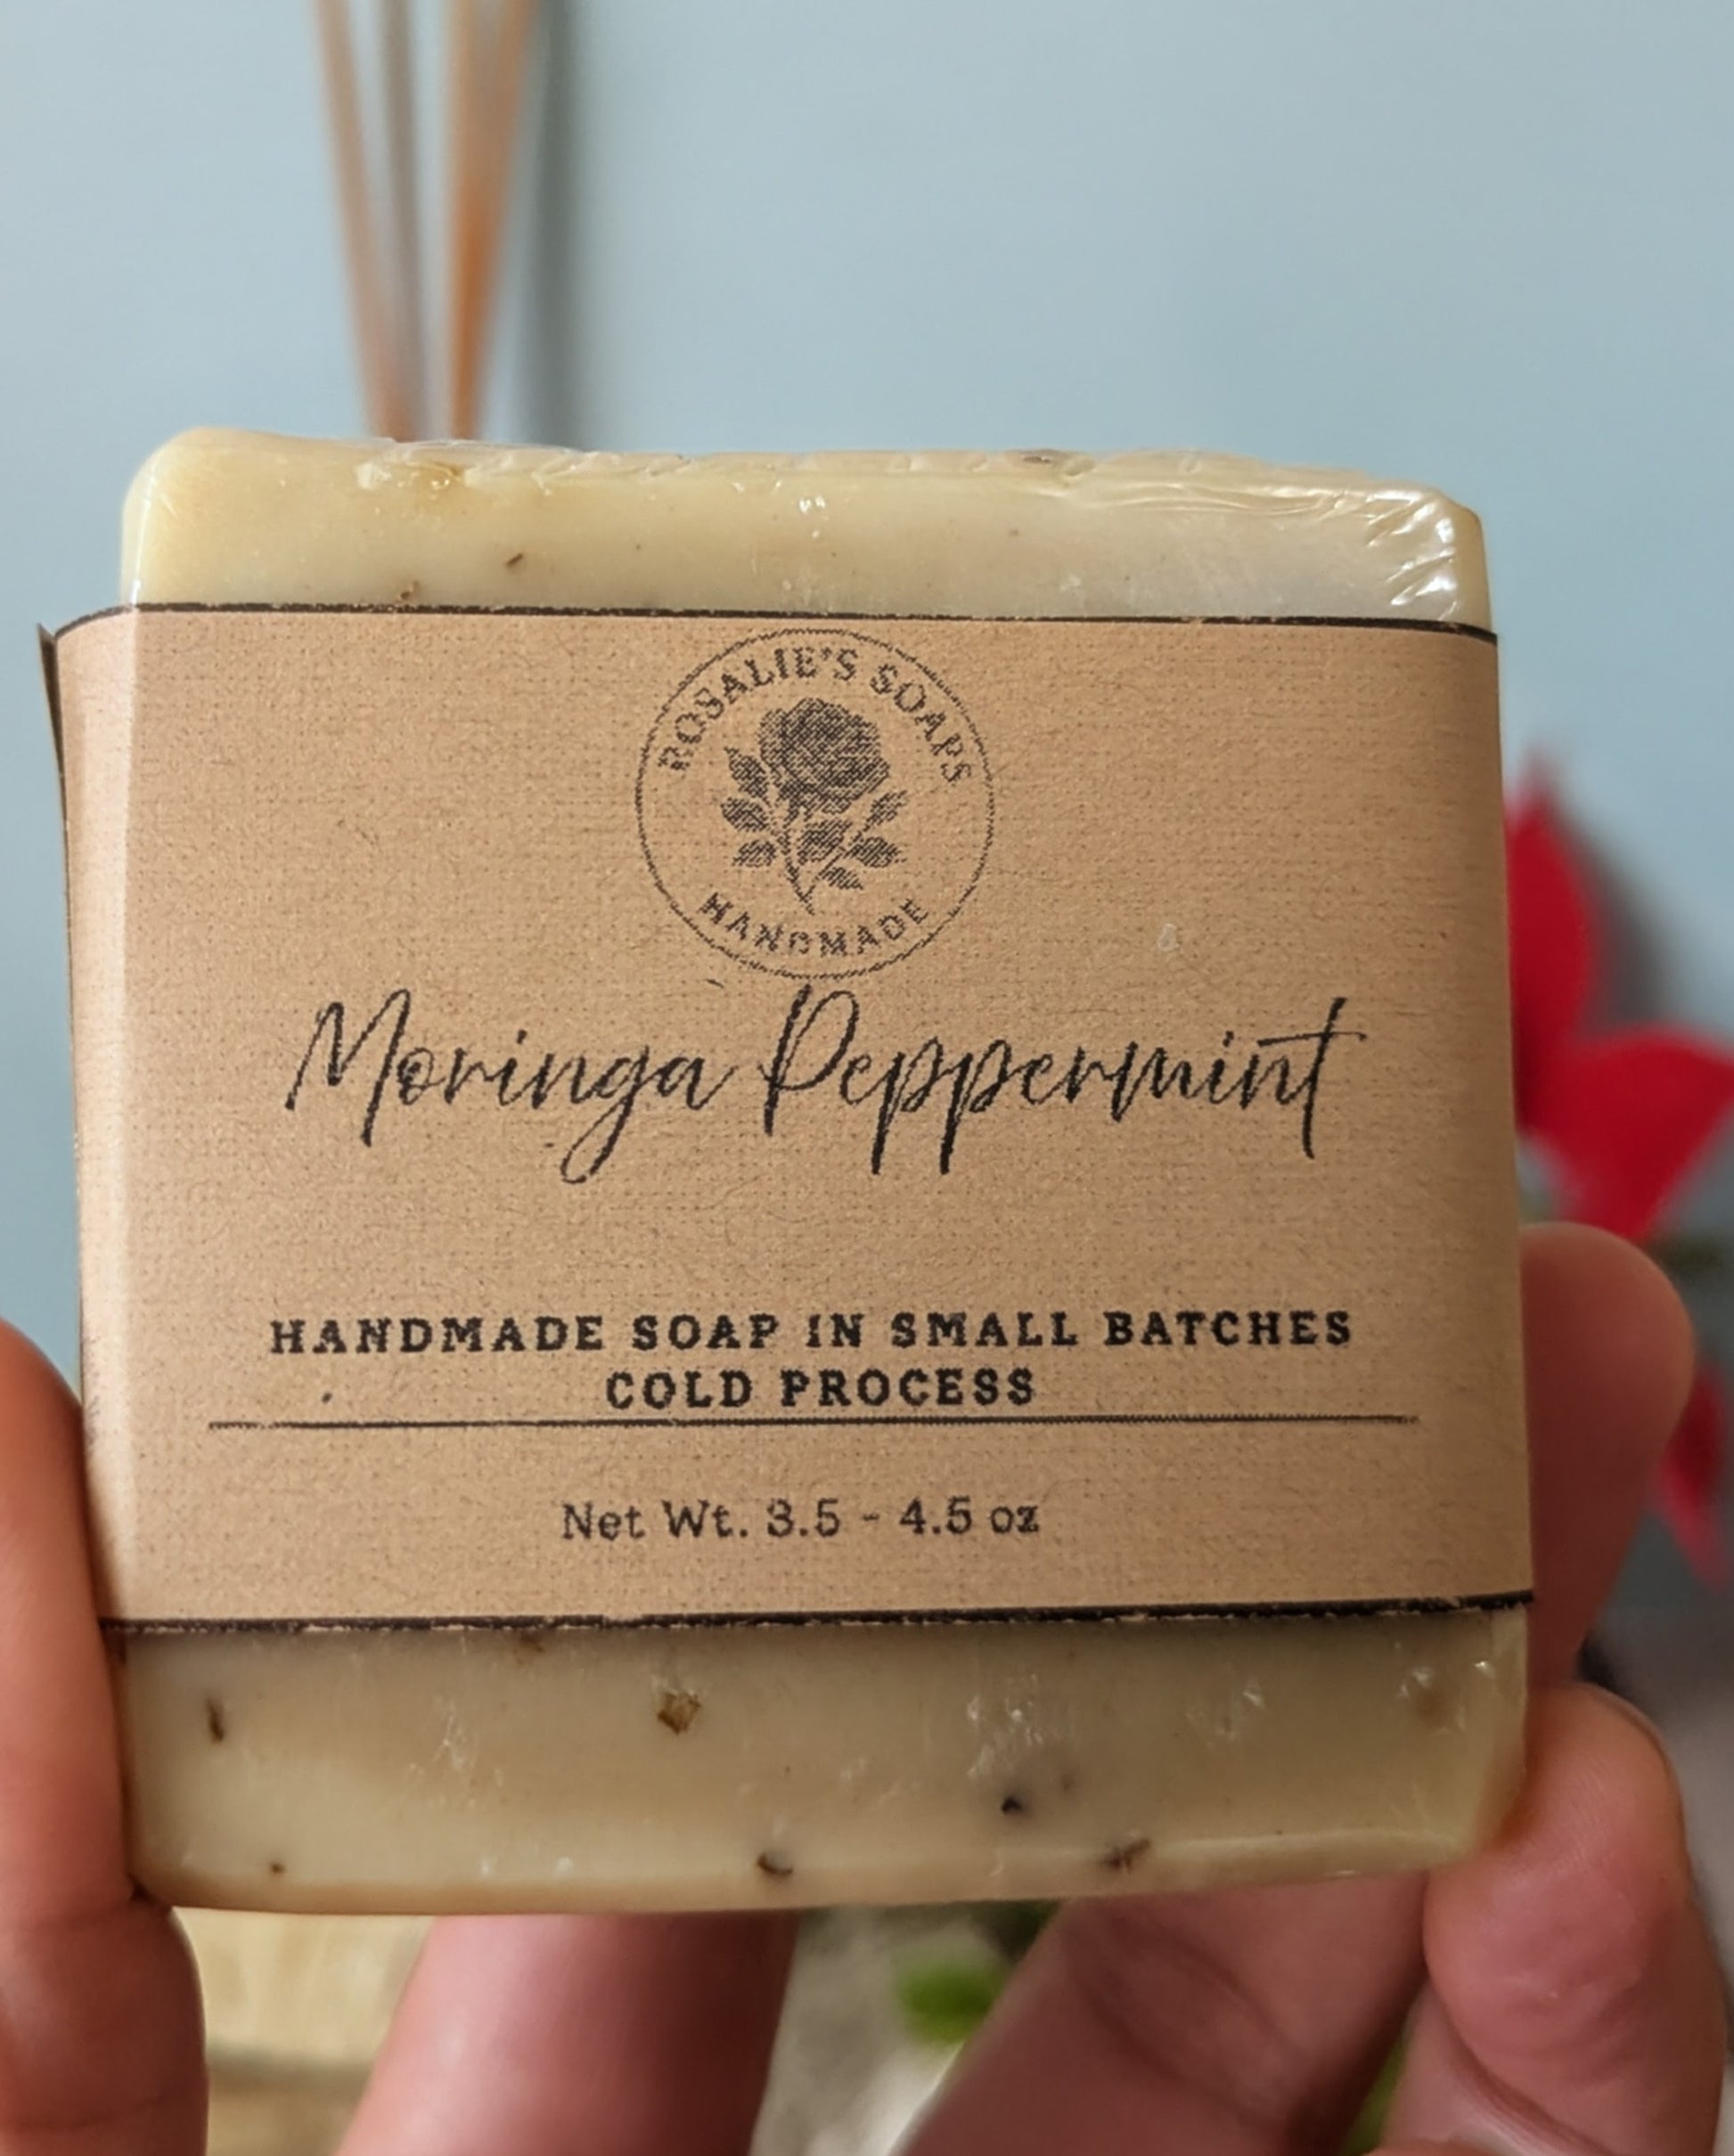 ROSALIE'S SOAPS
HANDMADE
Moringa Peppermint
HANDMADE SOAP IN SMALL BATCHES
COLD PROCESS
Net Wt. 3.5 - 4.5 oz